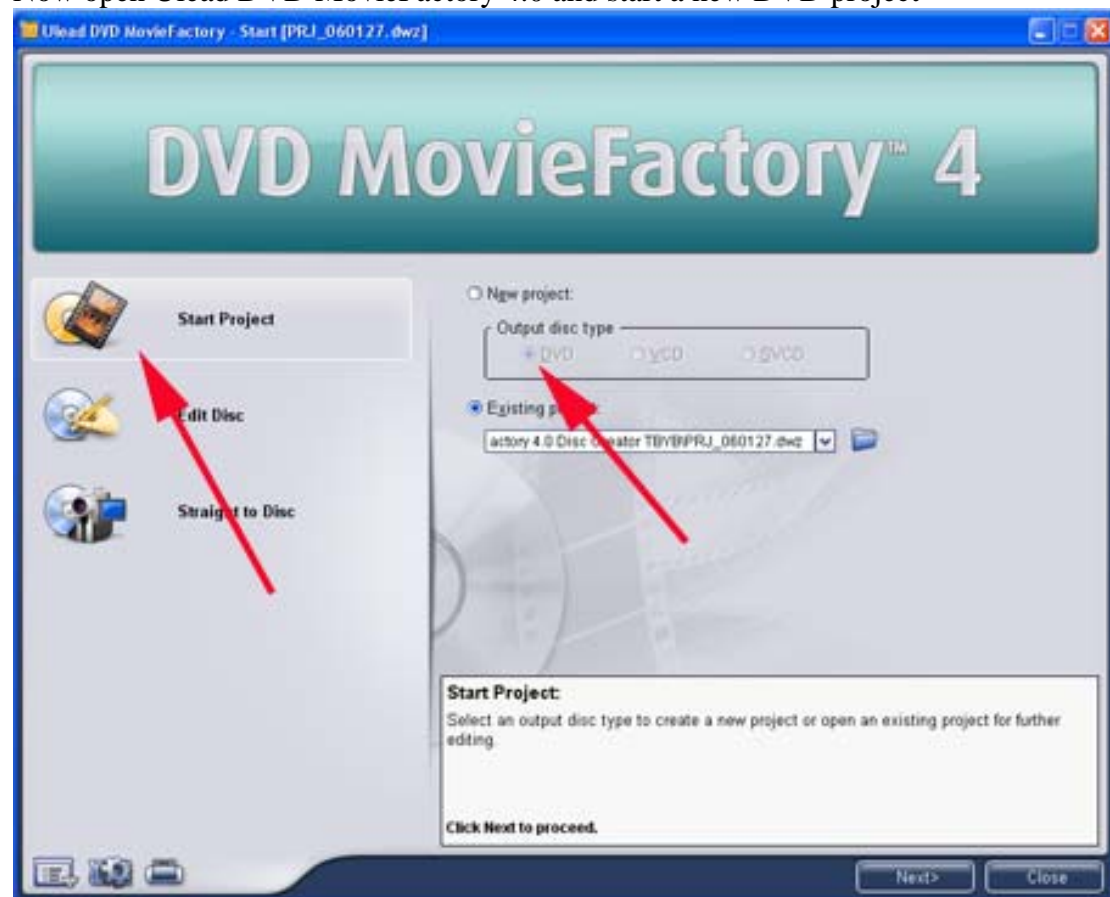 Now open Ulead DVD MovieFactory 4.0 and start a new DVD project
Ulead DVD MovieFactory - Start [PRJ_060127.dwz]
DVD MovieFactory™ 4
Start Project
Edit Disc
Straight to Disc
New project:
Output disc type
DVD VCD SVCD
Existing
actory 4.0 Disc TBYB\PRJ_060127.dwz
Start Project:
Select an output disc type to create a new project or open an existing project for further
editing.
Click Next to proceed.
Next> Close